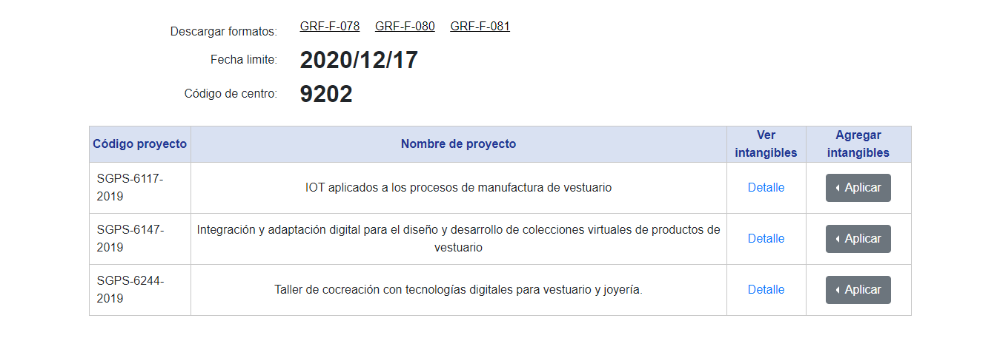 Descargar formatos: GRF-F-078 GRF-F-080 GRF-F-081
Fecha limite: 2020/12/17
Código de centro: 9202
Código proyecto Nombre de proyecto Ver intangibles Agregar intangibles
SGPS-6117-2019 IOT aplicados a los procesos de manufactura de vestuario Detalle Aplicar
SGPS-6147-2019 Integración y adaptación digital para el diseño y desarrollo de colecciones virtuales de productos de vestuario Detalle Aplicar
SGPS-6244-2019 Taller de cocreación con tecnologías digitales para vestuario y joyería. Detalle Aplicar